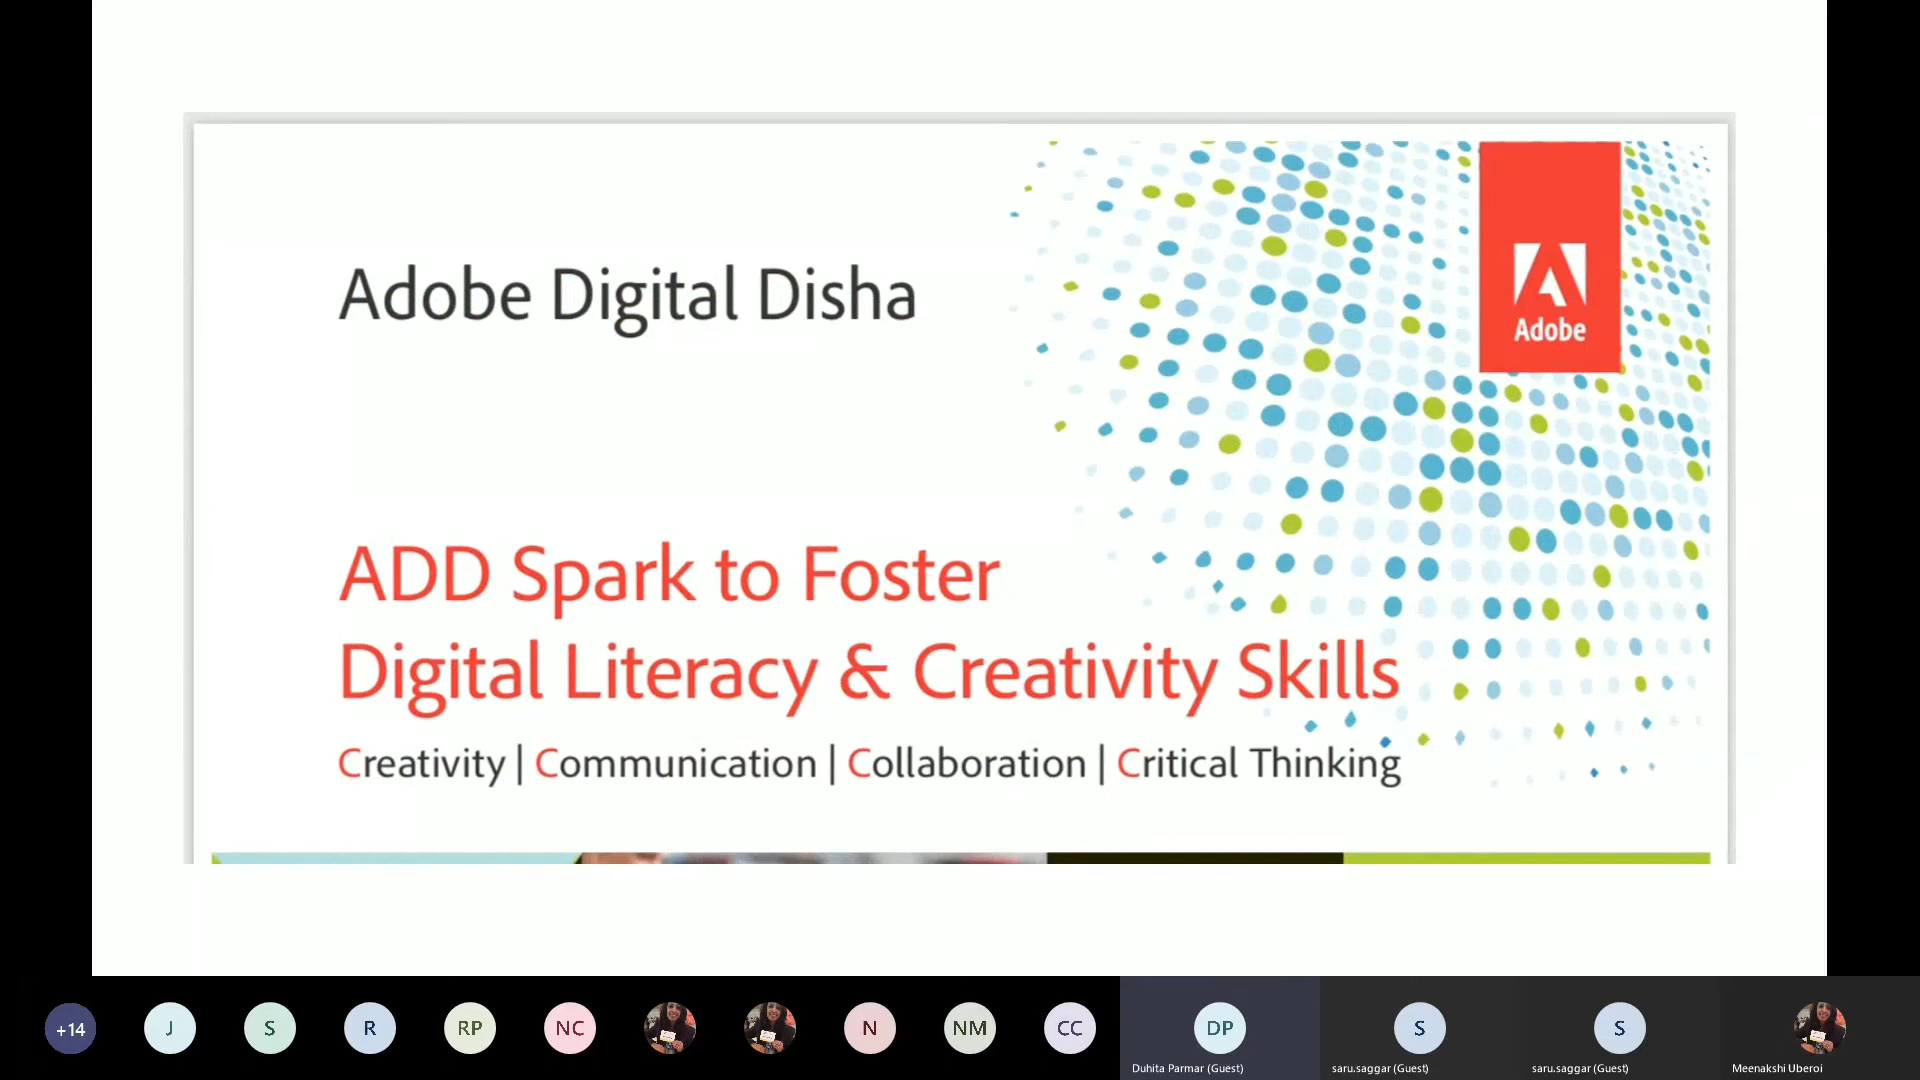 Adobe Digital Disha
Adobe
ADD Spark to Foster
Digital Literacy & Creativity Skills
Creativity | Communication | Collaboration | Critical Thinking
+14
J
S
R
RP
NC
N
NM
CC
DP
S
S
Duhita Parmar (Guest)
saru.saggar (Guest)
saru.saggar (Guest)
Meenakshi Uberoi